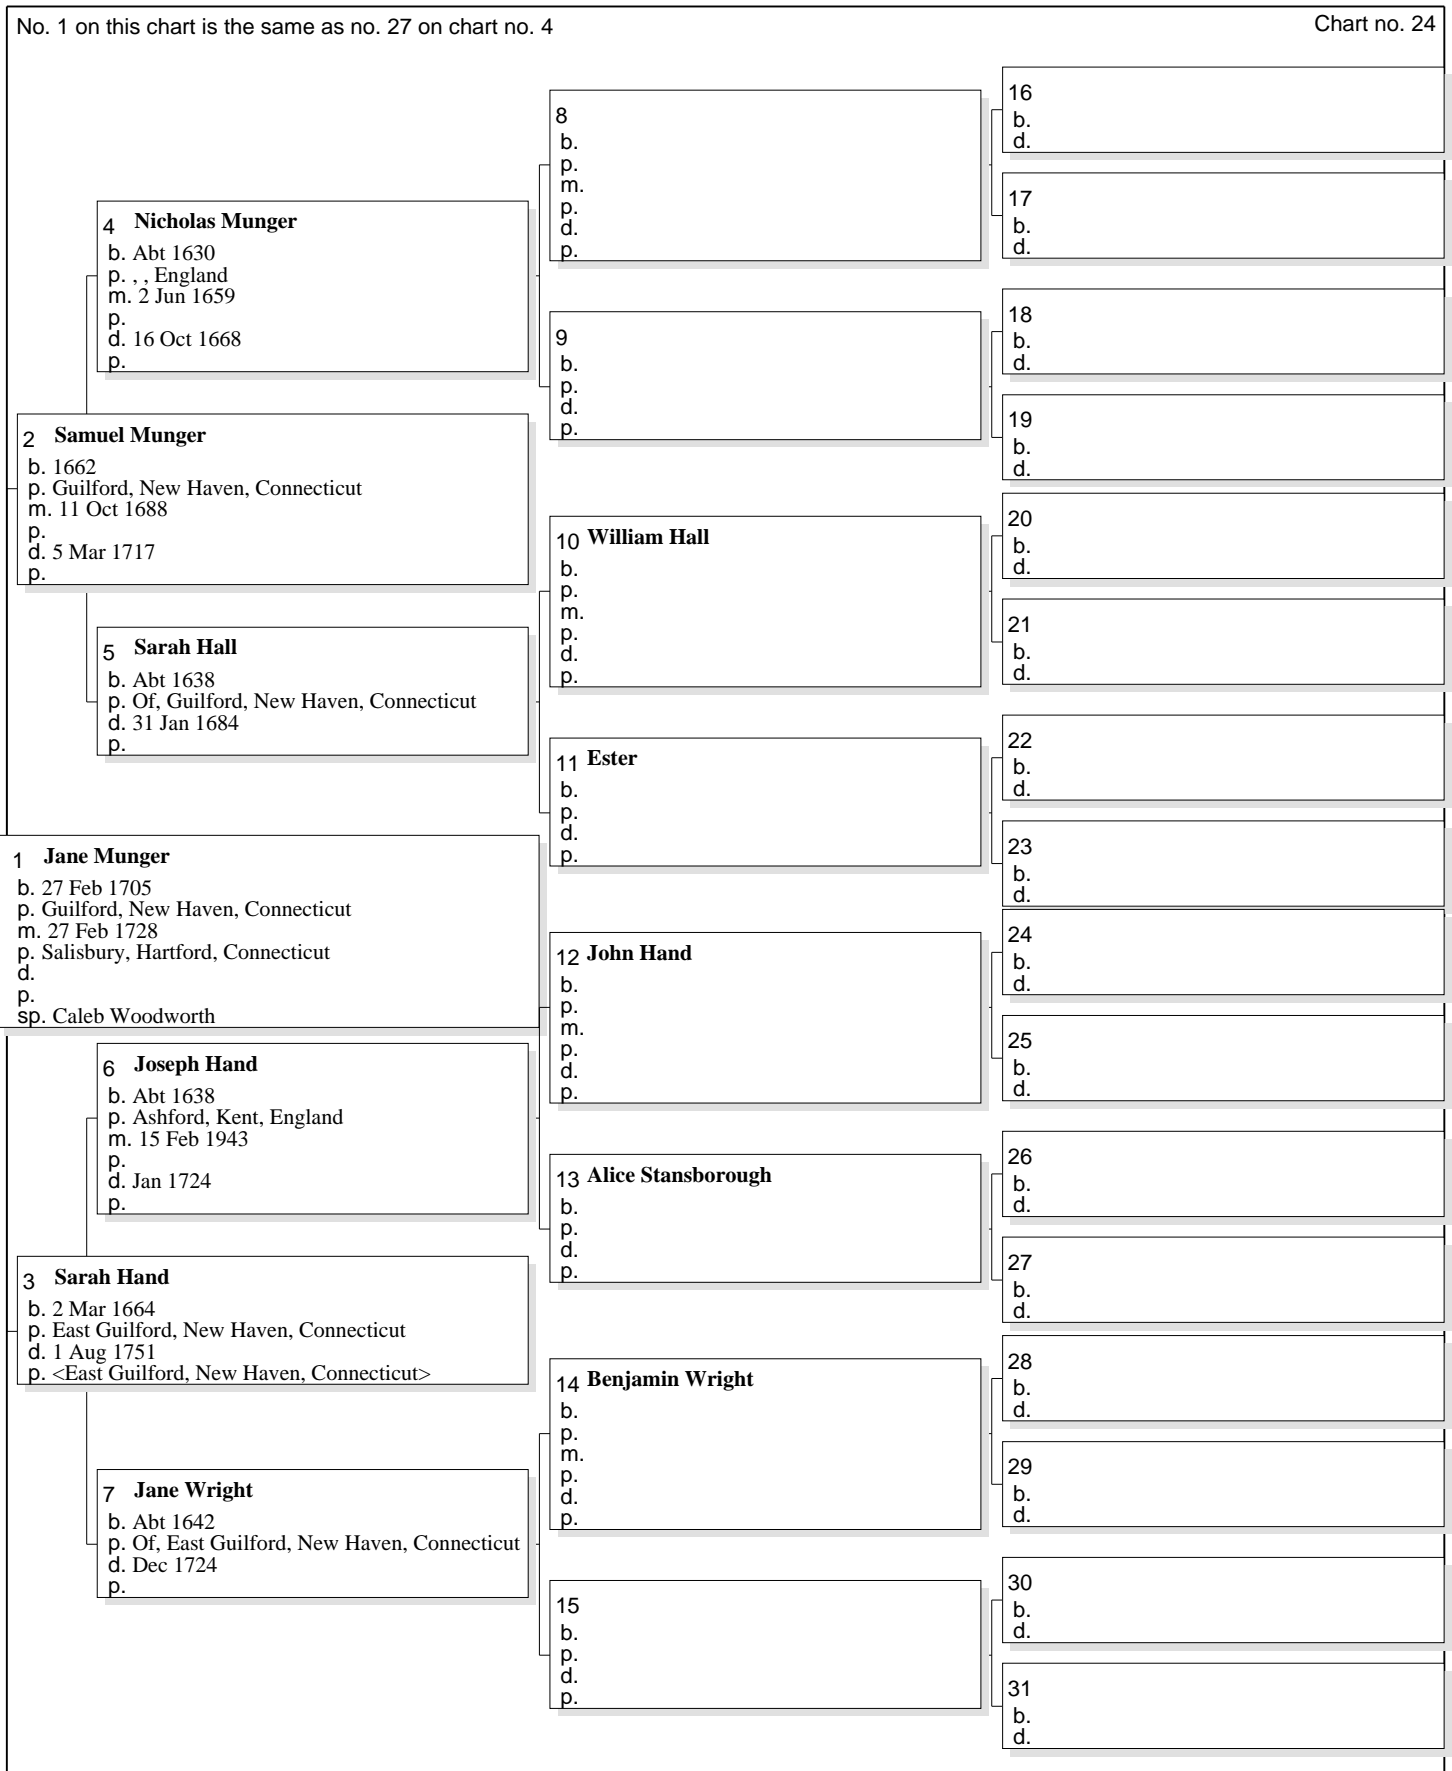 No. 1 on this chart is the same as no. 27 on chart no. 4
Chart no. 24
4 Nicholas Munger
b. Abt 1630
p. , , England
m. 2 Jun 1659
p.
d. 16 Oct 1668
p.
2 Samuel Munger
b. 1662
p. Guilford, New Haven, Connecticut
m. 11 Oct 1688
p.
d. 5 Mar 1717
p.
5 Sarah Hall
b. Abt 1638
p. Of, Guilford, New Haven, Connecticut
d. 31 Jan 1684
p.
1 Jane Munger
b. 27 Feb 1705
p. Guilford, New Haven, Connecticut
m. 27 Feb 1728
p. Salisbury, Hartford, Connecticut
d.
p.
sp. Caleb Woodworth
6 Joseph Hand
b. Abt 1638
p. Ashford, Kent, England
m. 15 Feb 1943
p.
d. Jan 1724
p.
3 Sarah Hand
b. 2 Mar 1664
p. East Guilford, New Haven, Connecticut
d. 1 Aug 1751
p. <East Guilford, New Haven, Connecticut>
7 Jane Wright
b. Abt 1642
p. Of, East Guilford, New Haven, Connecticut
d. Dec 1724
p.
8
b.
p.
m.
p.
d.
p.
9
b.
p.
d.
p.
10 William Hall
b.
p.
m.
p.
d.
p.
11 Ester
b.
p.
d.
p.
12 John Hand
b.
p.
m.
p.
d.
p.
13 Alice Stansborough
b.
p.
d.
p.
14 Benjamin Wright
b.
p.
m.
p.
d.
p.
15
b.
p.
d.
p.
16
b.
d.
17
b.
d.
18
b.
d.
19
b.
d.
20
b.
d.
21
b.
d.
22
b.
d.
23
b.
d.
24
b.
d.
25
b.
d.
26
b.
d.
27
b.
d.
28
b.
d.
29
b.
d.
30
b.
d.
31
b.
d.